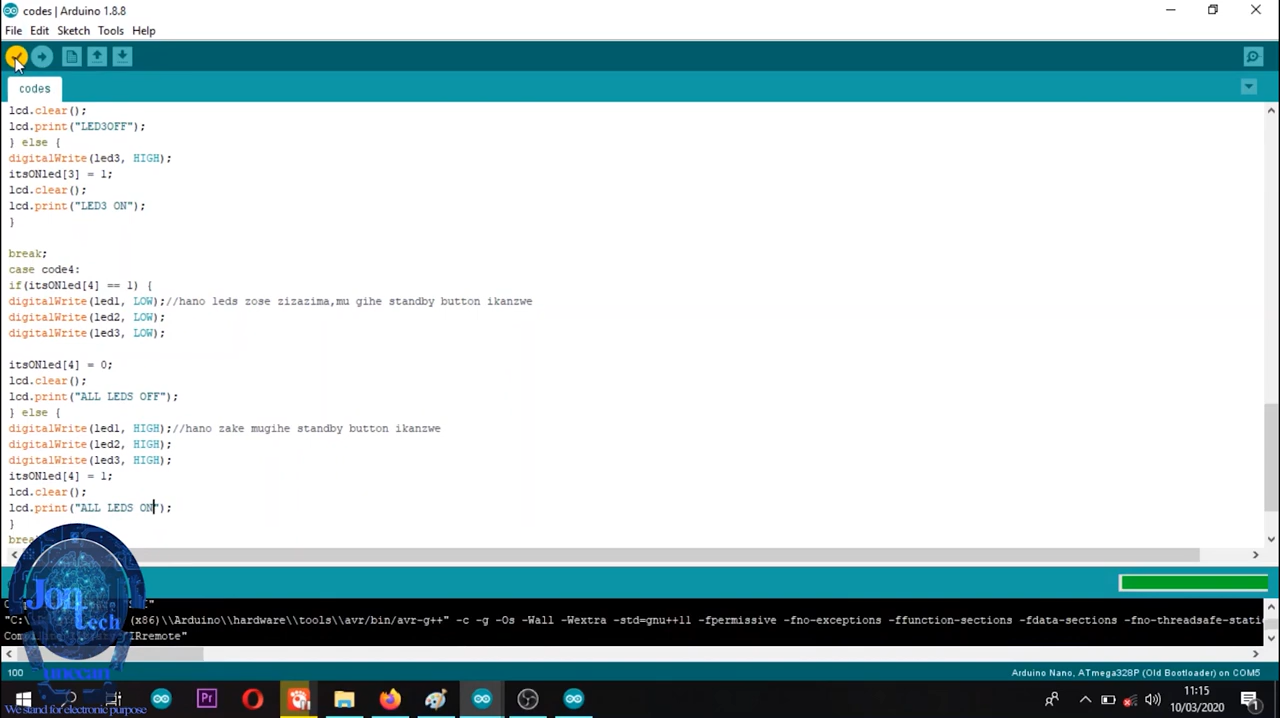 codes | Arduino 1.8.8
File Edit Sketch Tools Help
codes
lcd.clear();
lcd.print("LED3OFF");
} else {
digitalWrite(led3, HIGH);
itsONled[3] = 1;
lcd.clear();
lcd.print("LED3 ON");
}
break;
case code4:
if(itsONled[4] == 1) {
digitalWrite(led1, LOW);//hano leds zose zizazima,mu gihe standby button ikanzwe
digitalWrite(led2, LOW);
digitalWrite(led3, LOW);
itsONled[4] = 0;
lcd.clear();
lcd.print("ALL LEDS OFF");
} else {
digitalWrite(led1, HIGH);//hano zake mugihe standby button ikanzwe
digitalWrite(led2, HIGH);
digitalWrite(led3, HIGH);
itsONled[4] = 1;
lcd.clear();
lcd.print("ALL LEDS ON");
}
Jon
tech
(x86)\\Arduino\\hardware\\tools\\avr/bin/avr-g++" -c -g -Os -Wall -Wextra -std=gnu++11 -fpermissive -fno-exceptions -ffunction-sections -fdata-sections -fno-threadsafe-stati
"IRremote"
100
Arduino Nano, ATmega328P (Old Bootloader) on COM5
Pr
11:15
10/03/2020
1
We stand for electronic purpose